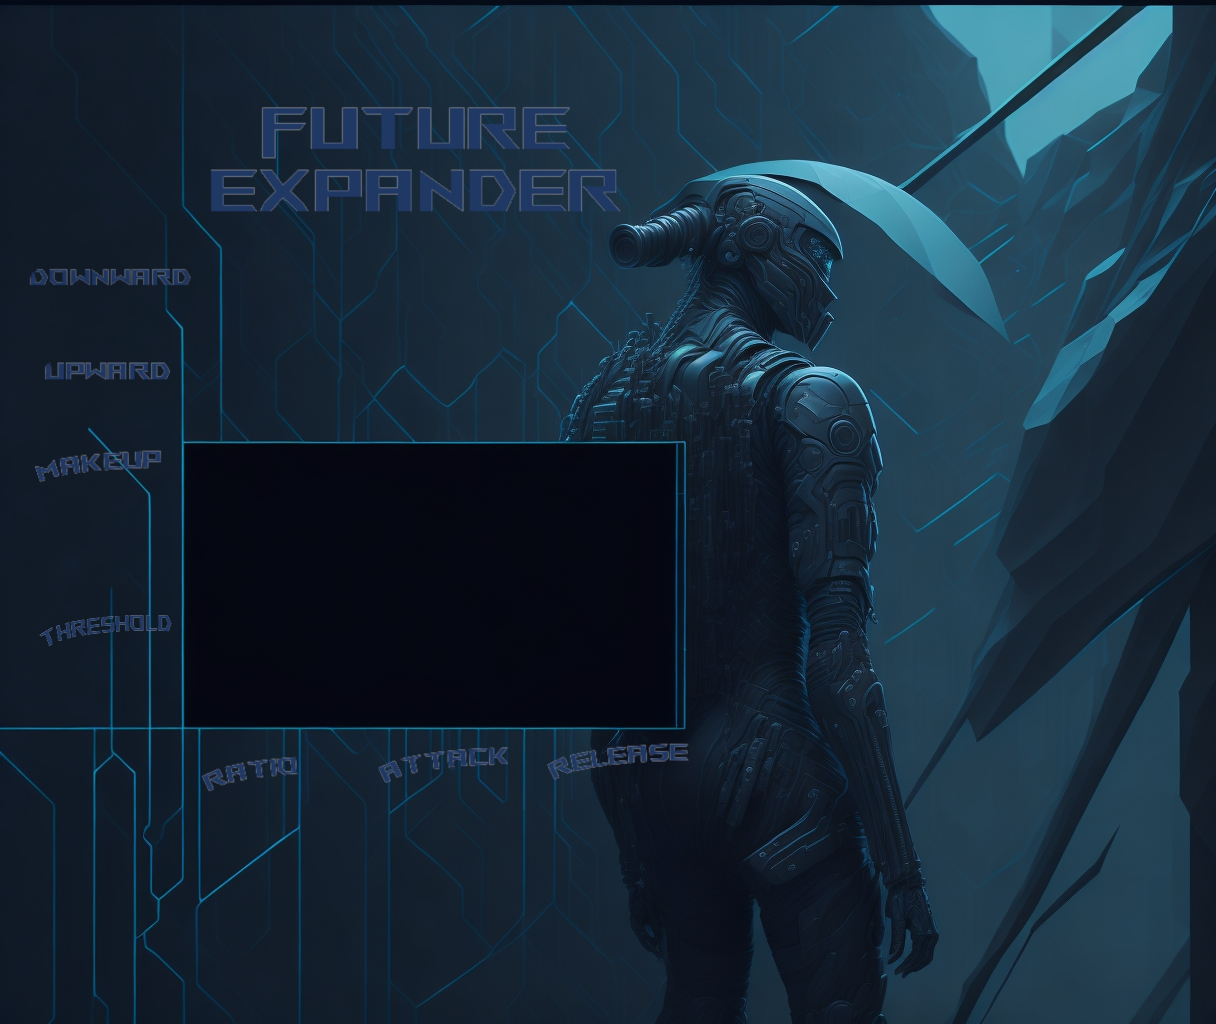 FUTURE
EXPANDER
DOWNWARD
UPWARD
MAKEUP
THRESHOLD
RATIO
ATTACK
RELEASE